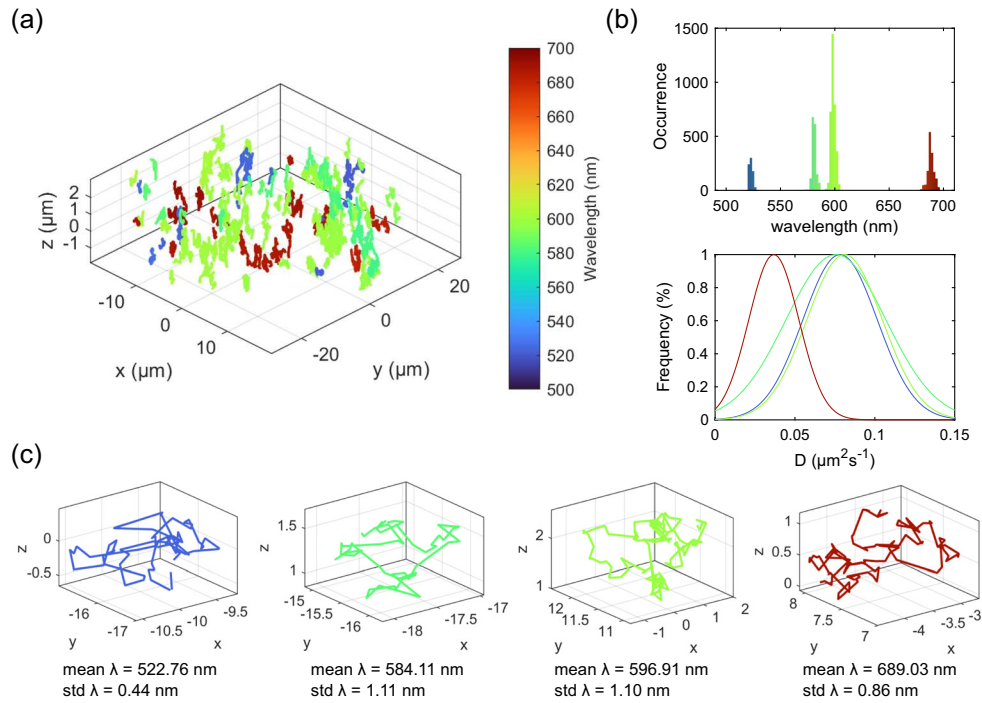 (a)
z (μm)
2
1
0
-1
-10
0
10
x (μm)
-20
0
20
y (μm)
700
680
660
640
620
600
580
560
540
520
500
Wavelength (nm)
(b)
Occurrence
1500
1000
500
0
500 550 600 650 700
wavelength (nm)
Frequency (%)
1
0.8
0.6
0.4
0.2
0
0 0.05 0.1 0.15
D (μm²s⁻¹)
(c)
z
0
-0.5
-16
-17
y
-10.5
-10
-9.5
x
mean λ = 522.76 nm
std λ = 0.44 nm
z
1.5
1
-15
-15.5
-16
y
-18
-17.5
-17
x
mean λ = 584.11 nm
std λ = 1.11 nm
z
2
1
12
11.5
11
y
-1
0
1
2
x
mean λ = 596.91 nm
std λ = 1.10 nm
z
1
0.5
0
8
7.5
7
y
-4
-3.5
-3
x
mean λ = 689.03 nm
std λ = 0.86 nm